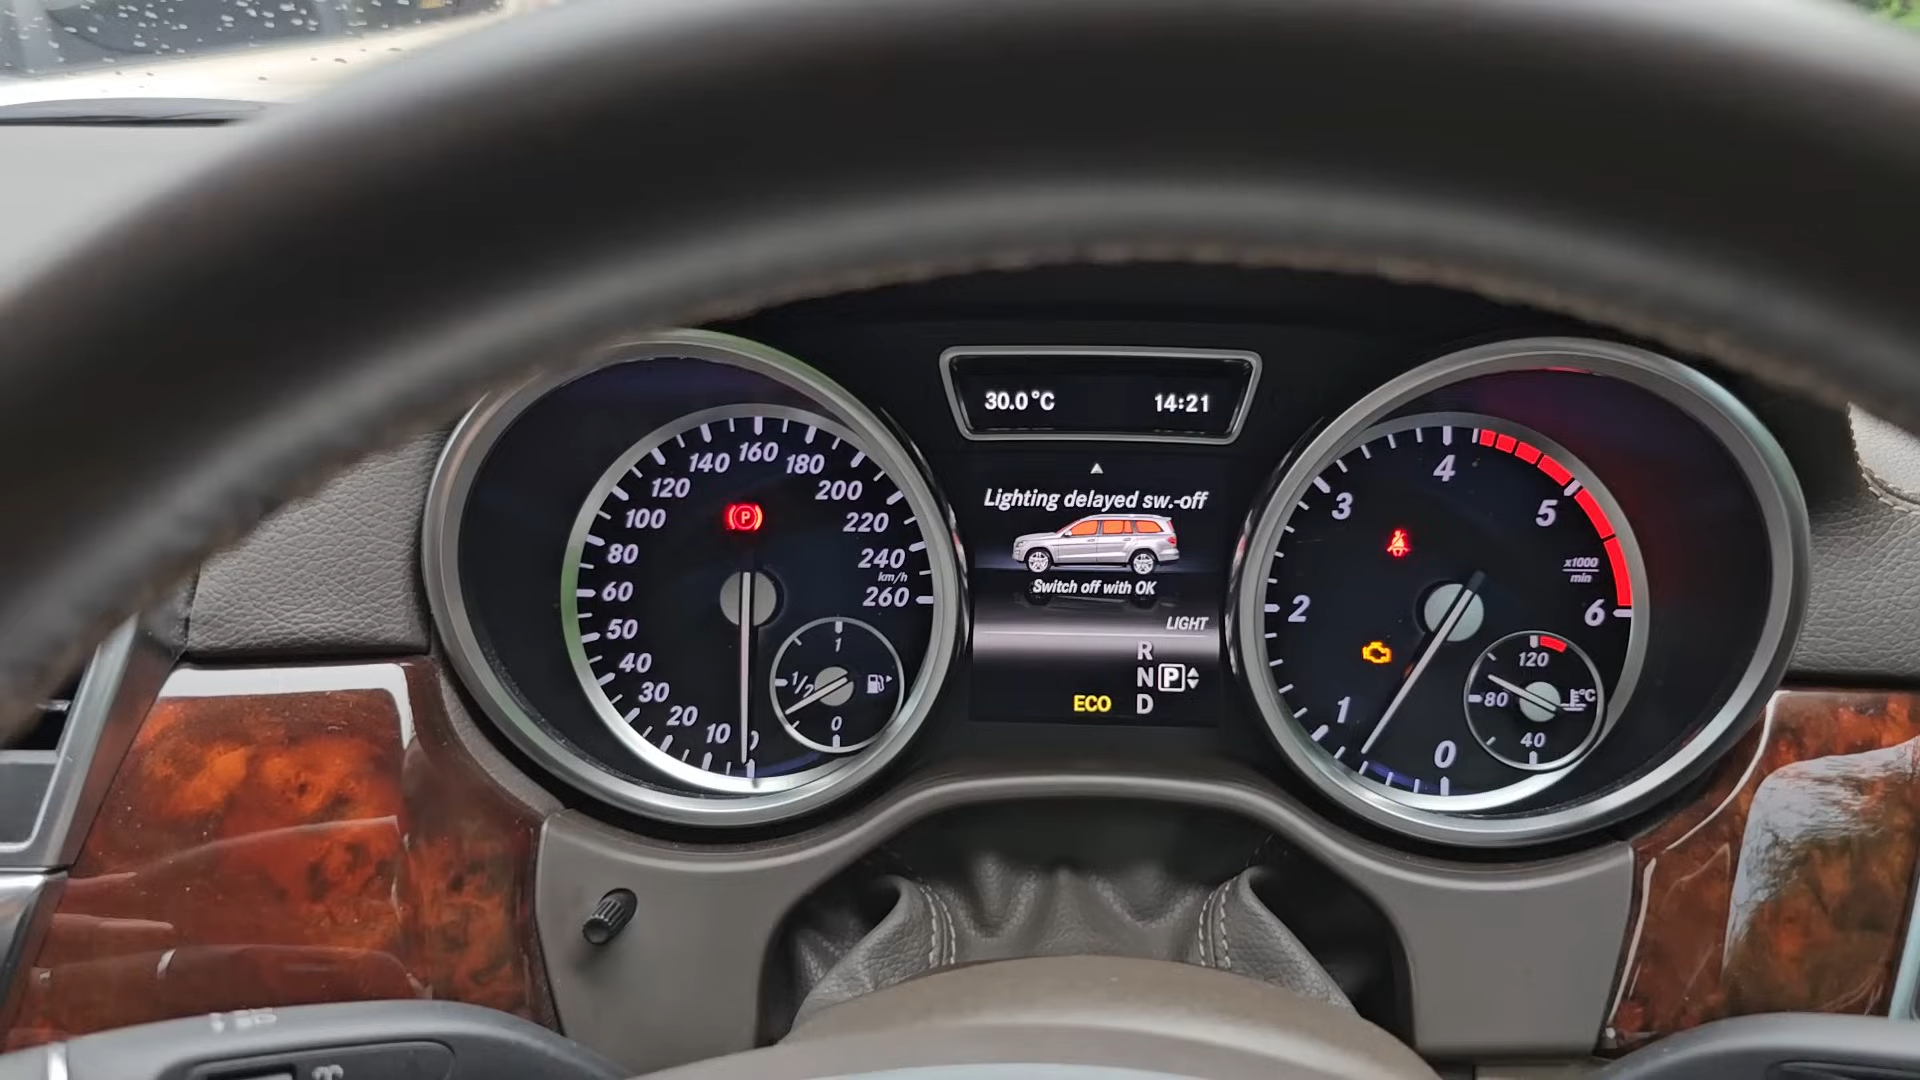 30.0°C 14:21
Lighting delayed sw.-off
Switch off with OK
LIGHT
R
N P
ECO D
0
10
20
30
40
50
60
80
100
120
140
160
180
200
220
240
km/h
260
P
1
1/2
0
0
1
2
3
4
5
6
x1000
min
120
80 °C
40